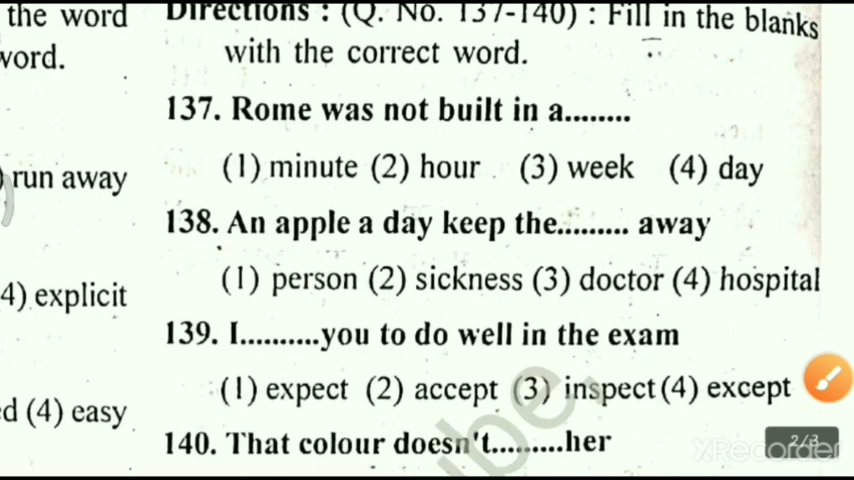 the word
word.
run away
4) explicit
d (4) easy
Directions : (Q. No. 137-140) : Fill in the blanks
with the correct word.
137. Rome was not built in a........
(1) minute (2) hour (3) week (4) day
138. An apple a day keep the......... away
(1) person (2) sickness (3) doctor (4) hospital
139. I..........you to do well in the exam
(1) expect (2) accept (3) inspect (4) except
140. That colour doesn't.........her
ube,
2/3
XRecorder